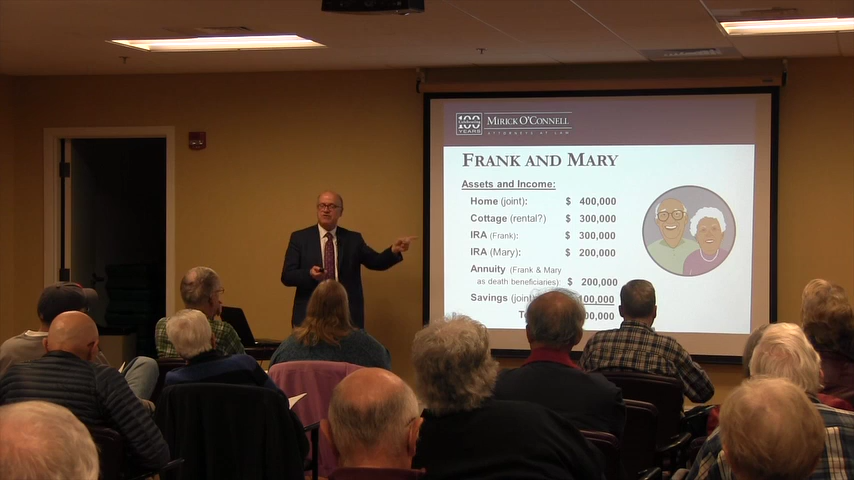 100
Celebrating
YEARS
MIRICK O'CONNELL
ATTORNEYS AT LAW
FRANK AND MARY
Assets and Income:
Home (joint): $ 400,000
Cottage (rental?) $ 300,000
IRA (Frank): $ 300,000
IRA (Mary): $ 200,000
Annuity (Frank & Mary
as death beneficiaries): $ 200,000
Savings (joint 100,000